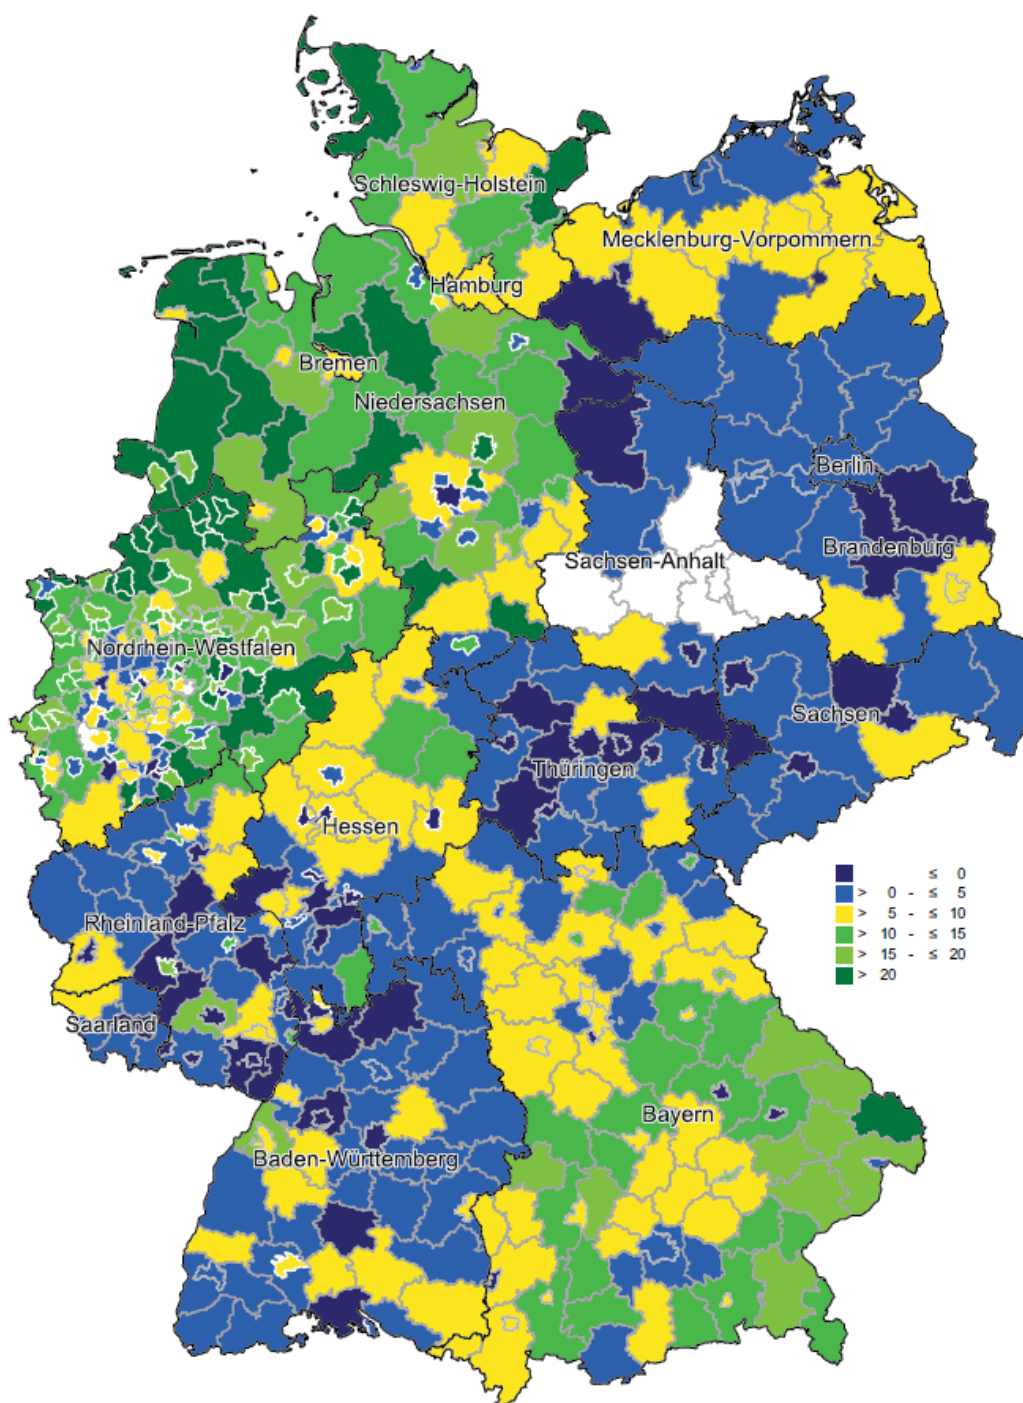 Schleswig-Holstein
Mecklenburg-Vorpommern
Hamburg
Bremen
Niedersachsen
Berlin
Brandenburg
Sachsen-Anhalt
Nordrhein-Westfalen
Sachsen
Thüringen
Hessen
Rheinland-Pfalz
Saarland
Bayern
Baden-Württemberg
≤ 0
> 0 - ≤ 5
> 5 - ≤ 10
> 10 - ≤ 15
> 15 - ≤ 20
> 20